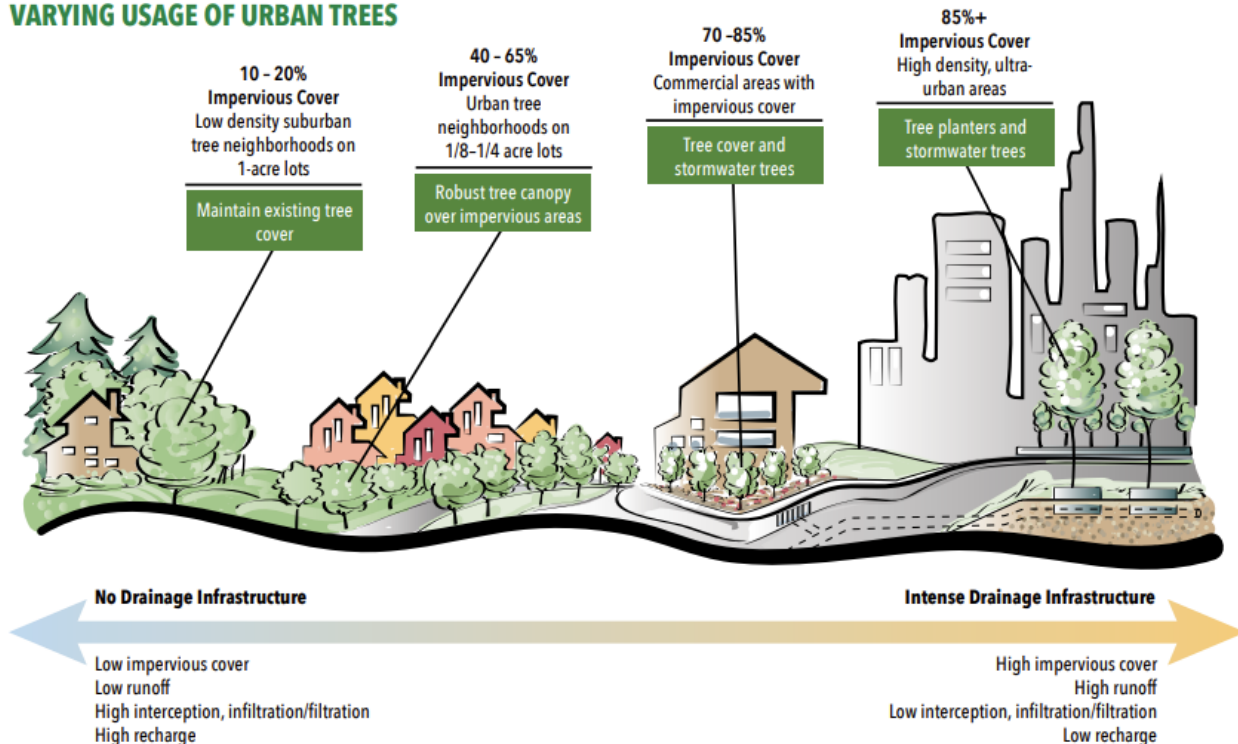 VARYING USAGE OF URBAN TREES
10 – 20%
Impervious Cover
Low density suburban
tree neighborhoods on
1-acre lots
Maintain existing tree
cover
40 – 65%
Impervious Cover
Urban tree
neighborhoods on
1/8–1/4 acre lots
Robust tree canopy
over impervious areas
70 –85%
Impervious Cover
Commercial areas with
impervious cover
Tree cover and
stormwater trees
85%+
Impervious Cover
High density, ultra-
urban areas
Tree planters and
stormwater trees
No Drainage Infrastructure
Low impervious cover
Low runoff
High interception, infiltration/filtration
High recharge
Intense Drainage Infrastructure
High impervious cover
High runoff
Low interception, infiltration/filtration
Low recharge